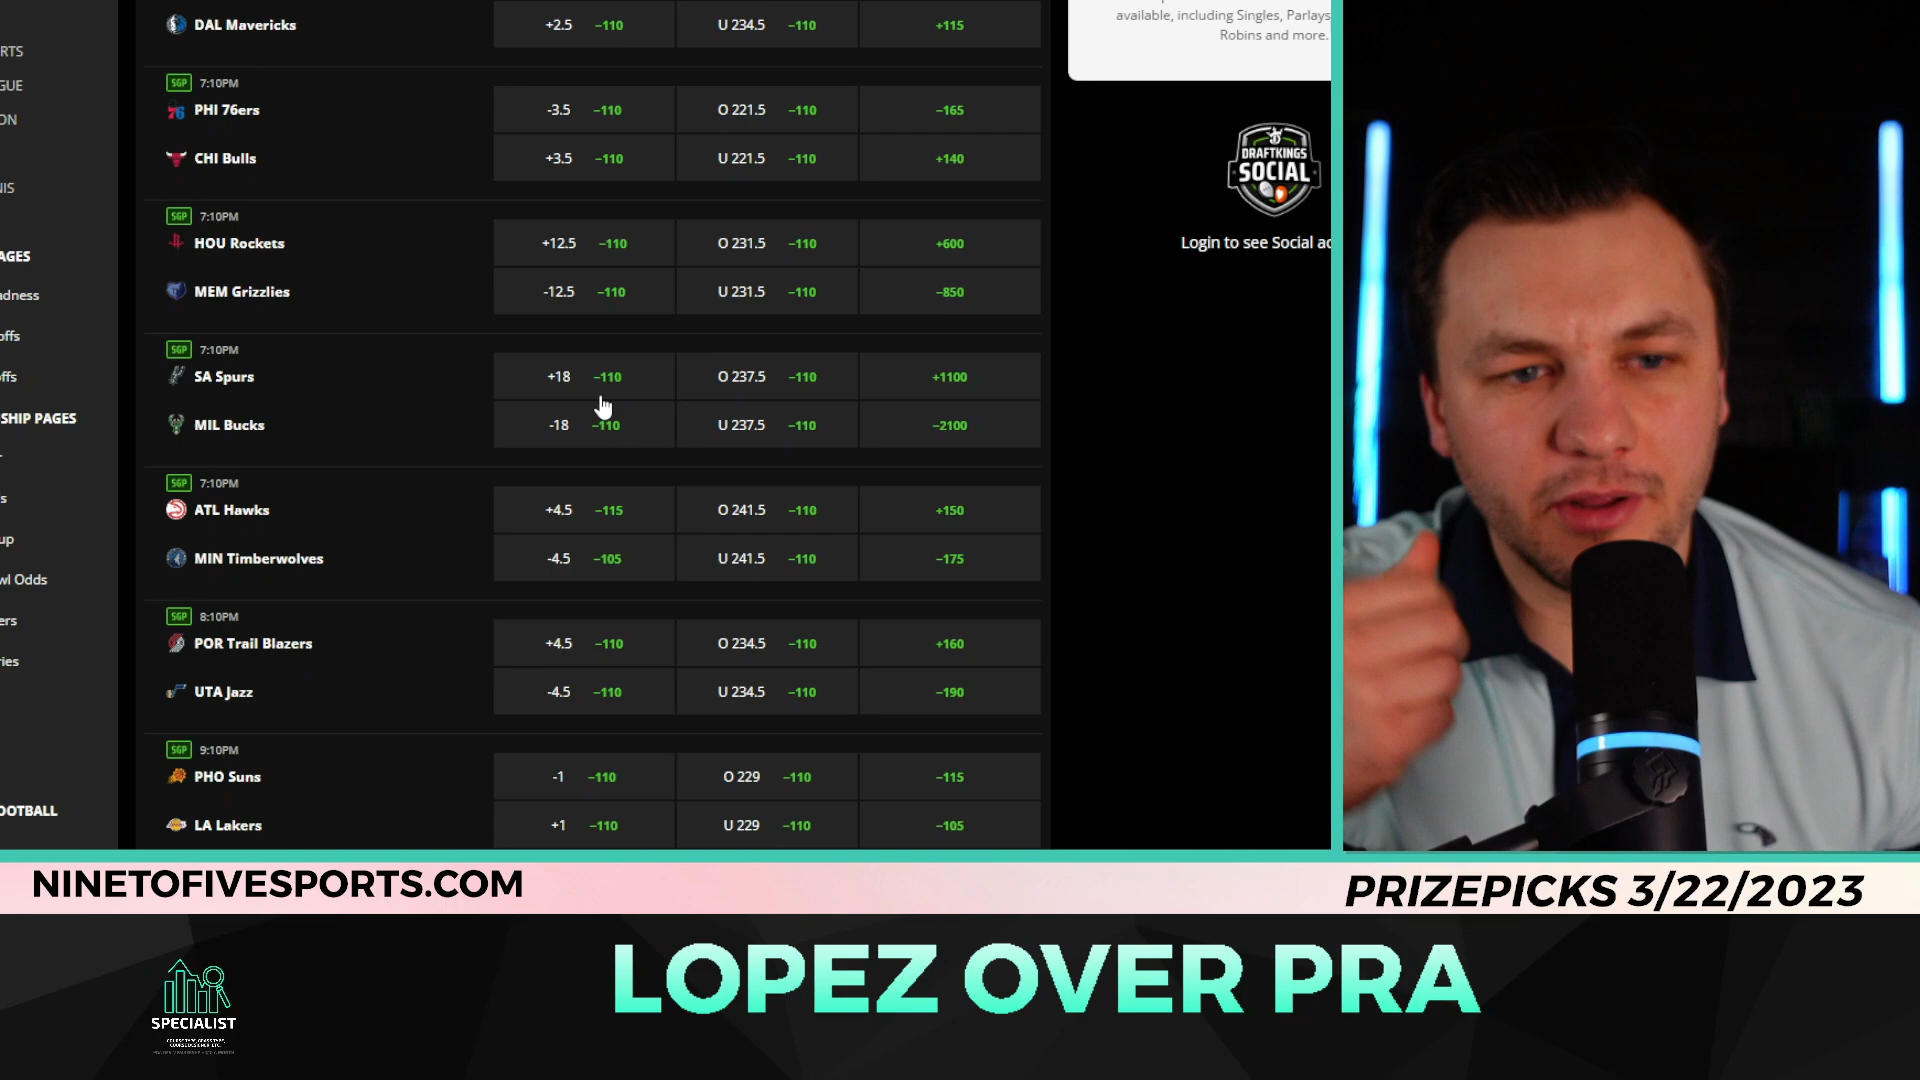 DAL Mavericks +2.5 −110 U 234.5 −110 +115
available, including Singles, Parlays
Robins and more.
RTS
GUE
ON
NIS
AGES
adness
offs
offs
SHIP PAGES
s
up
wl Odds
ers
ries
OOTBALL
SGP 7:10PM
PHI 76ers -3.5 −110 O 221.5 −110 −165
CHI Bulls +3.5 −110 U 221.5 −110 +140
SGP 7:10PM
HOU Rockets +12.5 −110 O 231.5 −110 +600
MEM Grizzlies -12.5 −110 U 231.5 −110 −850
SGP 7:10PM
SA Spurs +18 −110 O 237.5 −110 +1100
MIL Bucks -18 −110 U 237.5 −110 −2100
SGP 7:10PM
ATL Hawks +4.5 −115 O 241.5 −110 +150
MIN Timberwolves -4.5 −105 U 241.5 −110 −175
SGP 8:10PM
POR Trail Blazers +4.5 −110 O 234.5 −110 +160
UTA Jazz -4.5 −110 U 234.5 −110 −190
SGP 9:10PM
PHO Suns -1 −110 O 229 −110 −115
LA Lakers +1 −110 U 229 −110 −105
DRAFTKINGS
SOCIAL
Login to see Social ac
NINETOFIVESPORTS.COM
PRIZEPICKS 3/22/2023
LOPEZ OVER PRA
SPECIALIST